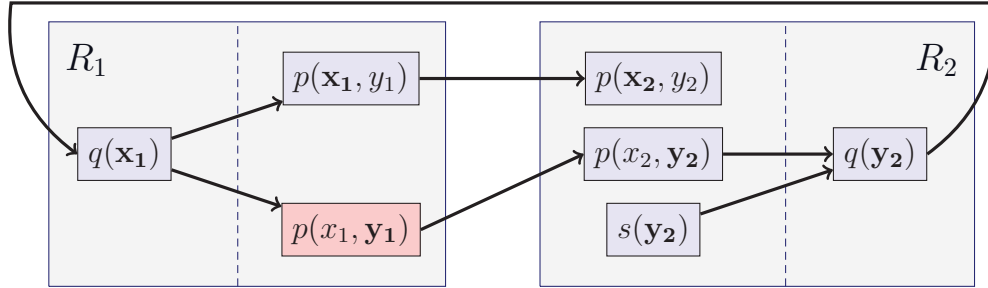 R₁ p(𝐱₁, y₁) p(𝐱₂, y₂) R₂
q(𝐱₁) p(x₂, 𝐲₂) q(𝐲₂)
p(x₁, 𝐲₁) s(𝐲₂)